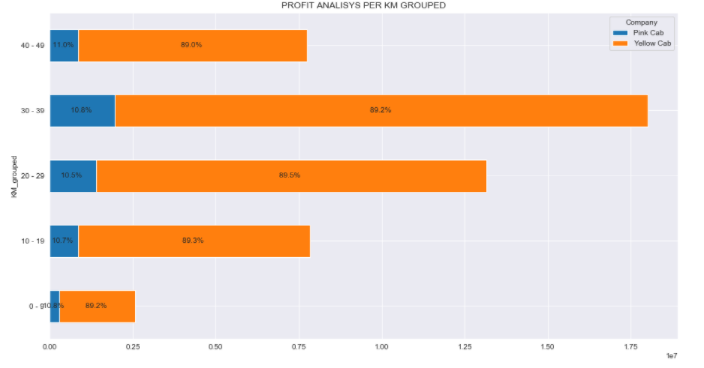 PROFIT ANALISYS PER KM GROUPED
Company
Pink Cab
Yellow Cab
40 - 49
11.0%
89.0%
30 - 39
10.8%
89.2%
20 - 29
10.5%
89.5%
KM_grouped
10 - 19
10.7%
89.3%
0 -
10.8%
89.2%
0.00 0.25 0.50 0.75 1.00 1.25 1.50 1.75
1e7